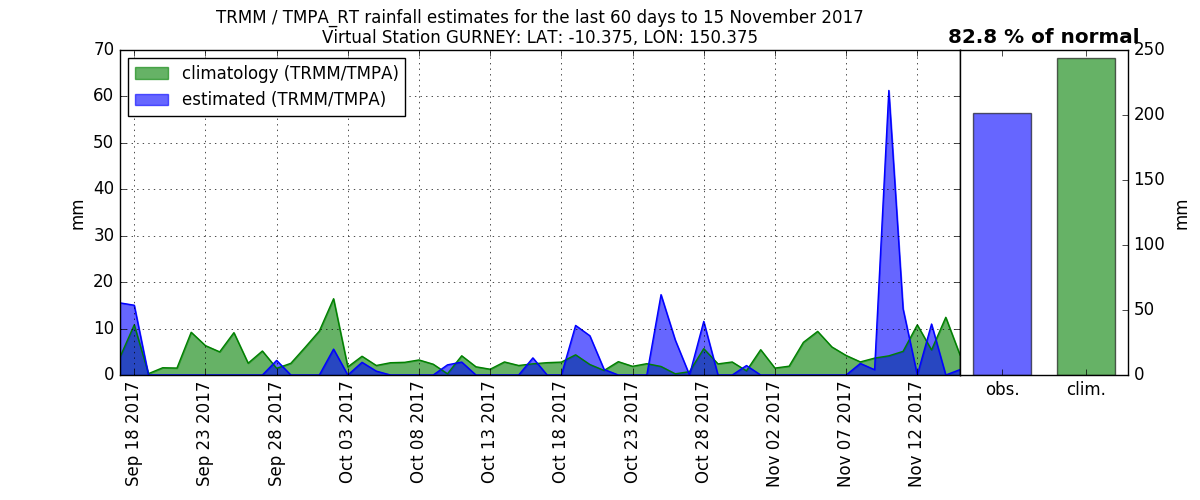 TRMM / TMPA_RT rainfall estimates for the last 60 days to 15 November 2017
Virtual Station GURNEY: LAT: -10.375, LON: 150.375
82.8 % of normal
climatology (TRMM/TMPA)
estimated (TRMM/TMPA)
mm
70
60
50
40
30
20
10
0
Sep 18 2017
Sep 23 2017
Sep 28 2017
Oct 03 2017
Oct 08 2017
Oct 13 2017
Oct 18 2017
Oct 23 2017
Oct 28 2017
Nov 02 2017
Nov 07 2017
Nov 12 2017
250
200
150
100
50
0
mm
obs.
clim.